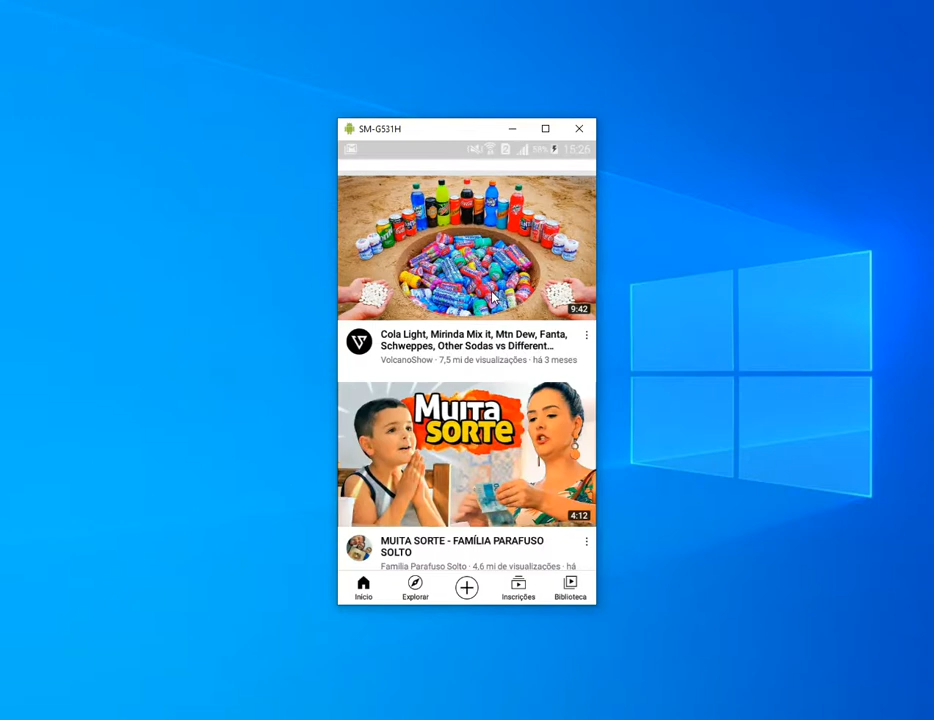 SM-G531H
58% 15:26
9:42
Cola Light, Mirinda Mix it, Mtn Dew, Fanta,
Schweppes, Other Sodas vs Different...
VolcanoShow · 7,5 mi de visualizações · há 3 meses
MUITA
SORTE
4:12
MUITA SORTE - FAMÍLIA PARAFUSO
SOLTO
Família Parafuso Solto · 4,6 mi de visualizações · há
Início Explorar Inscrições Biblioteca